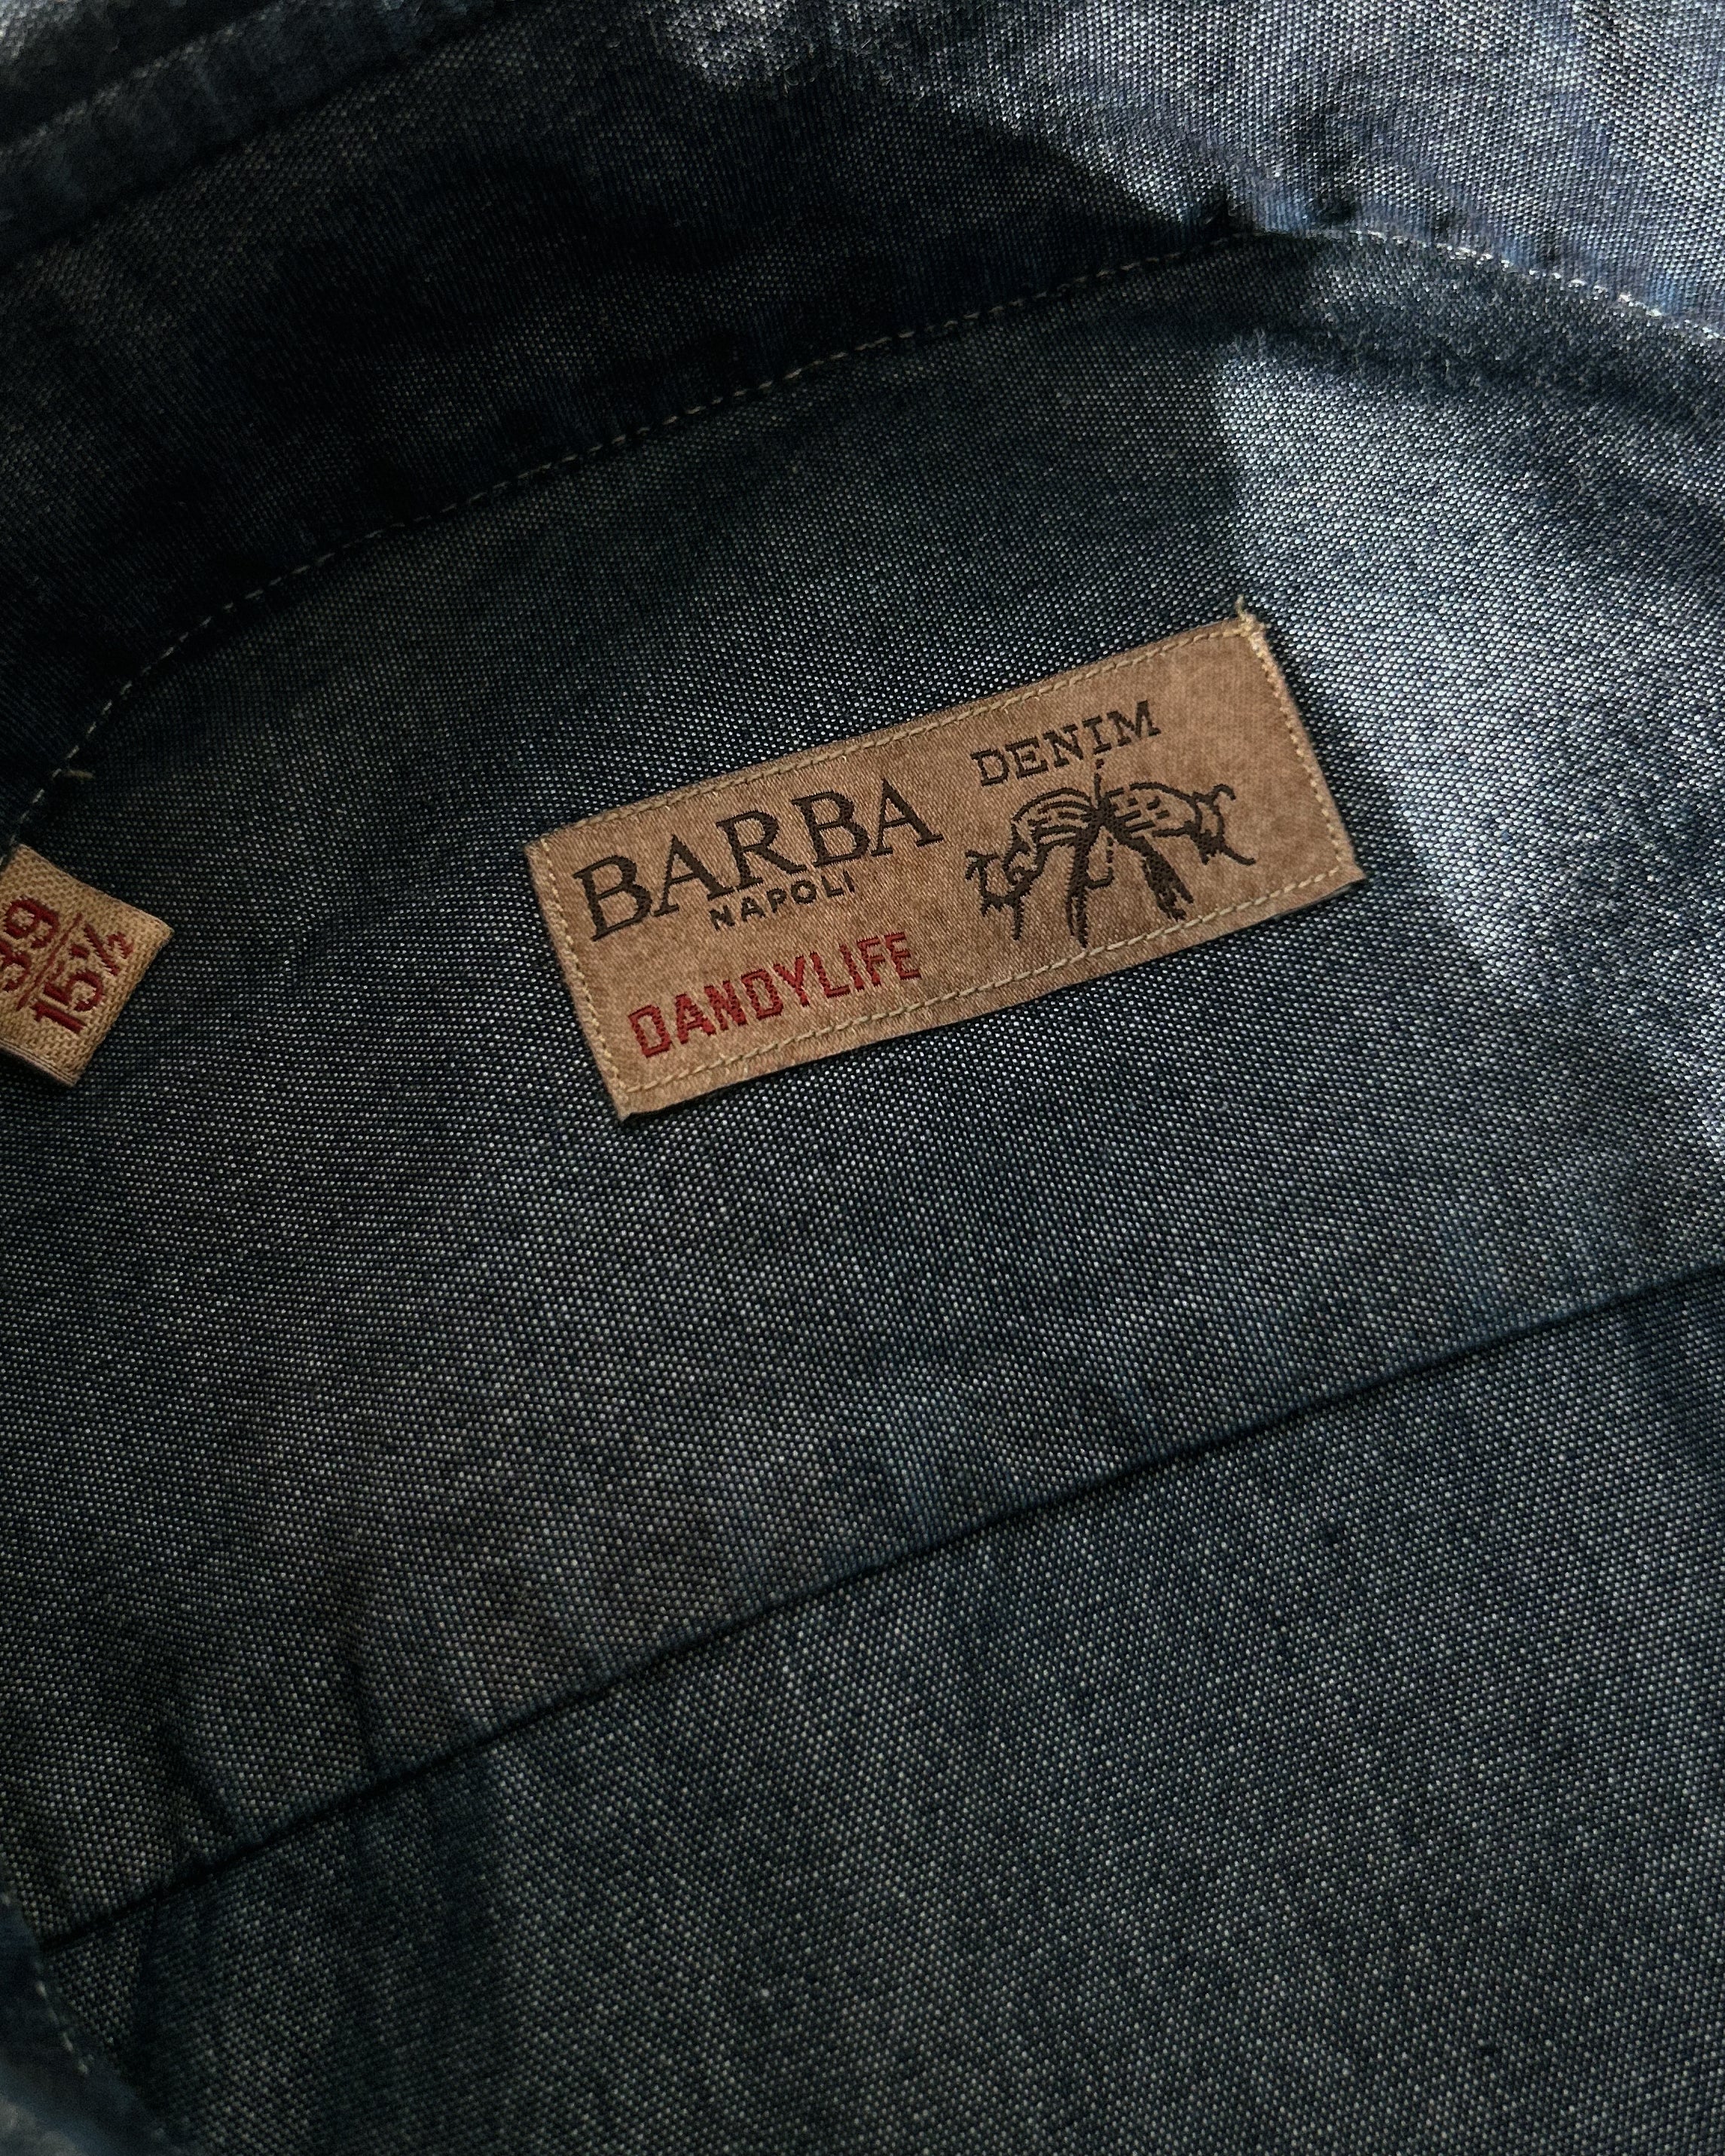 BARBA
NAPOLI
DANDYLIFE
DENIM
39
15½